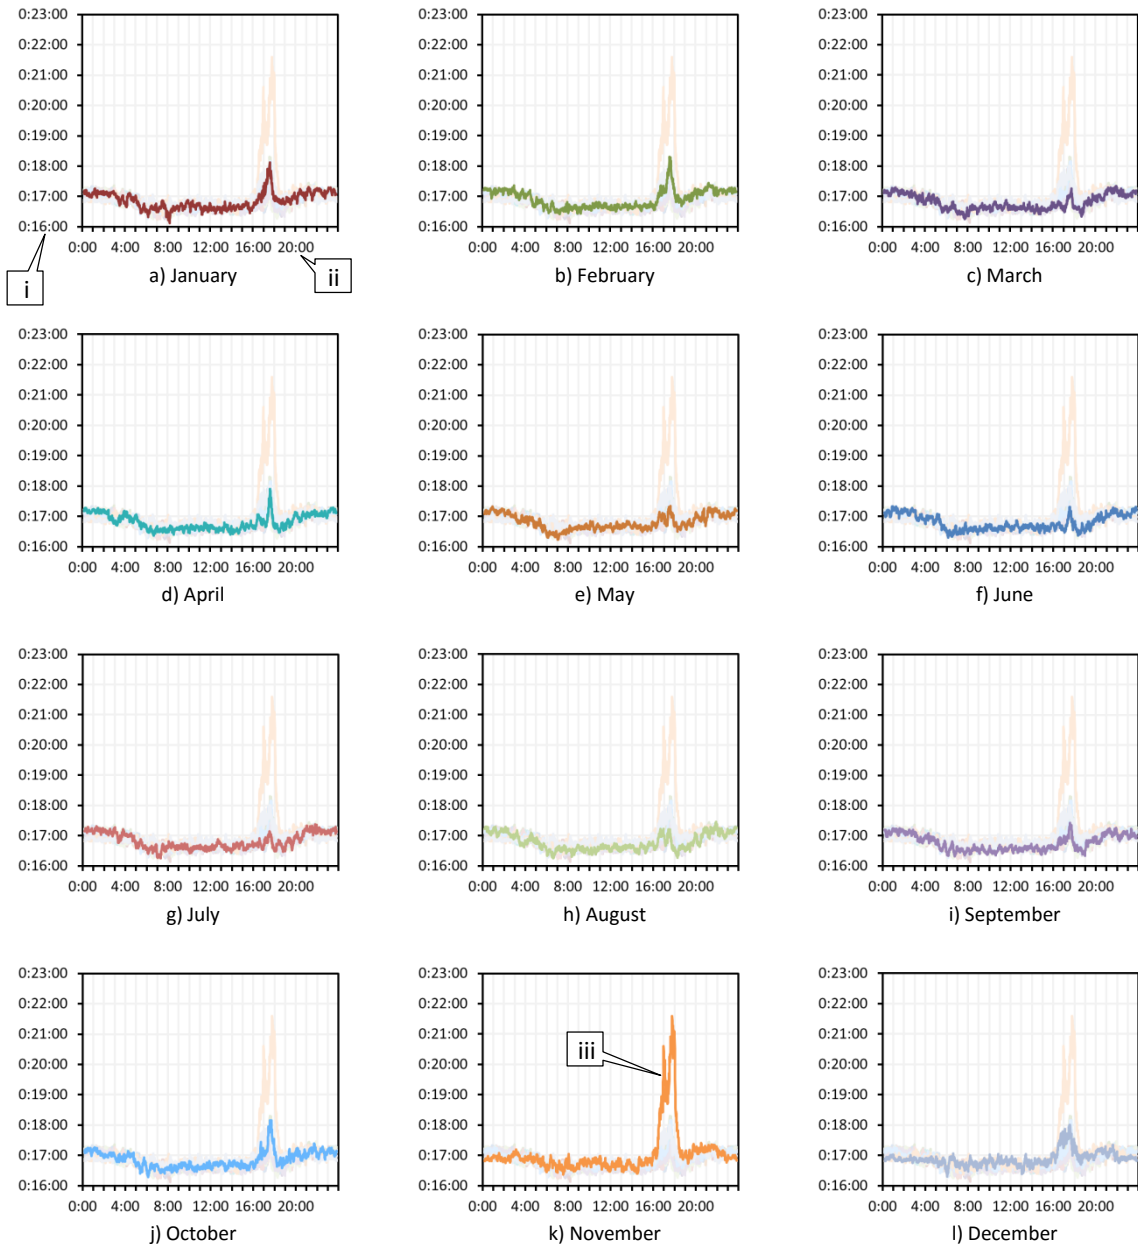 0:23:00 0:23:00 0:23:00
0:22:00 0:22:00 0:22:00
0:21:00 0:21:00 0:21:00
0:20:00 0:20:00 0:20:00
0:19:00 0:19:00 0:19:00
0:18:00 0:18:00 0:18:00
0:17:00 0:17:00 0:17:00
0:16:00 0:16:00 0:16:00
0:00 4:00 8:00 12:00 16:00 20:00 0:00 4:00 8:00 12:00 16:00 20:00 0:00 4:00 8:00 12:00 16:00 20:00
i a) January ii b) February c) March
0:23:00 0:23:00 0:23:00
0:22:00 0:22:00 0:22:00
0:21:00 0:21:00 0:21:00
0:20:00 0:20:00 0:20:00
0:19:00 0:19:00 0:19:00
0:18:00 0:18:00 0:18:00
0:17:00 0:17:00 0:17:00
0:16:00 0:16:00 0:16:00
0:00 4:00 8:00 12:00 16:00 20:00 0:00 4:00 8:00 12:00 16:00 20:00 0:00 4:00 8:00 12:00 16:00 20:00
d) April e) May f) June
0:23:00 0:23:00 0:23:00
0:22:00 0:22:00 0:22:00
0:21:00 0:21:00 0:21:00
0:20:00 0:20:00 0:20:00
0:19:00 0:19:00 0:19:00
0:18:00 0:18:00 0:18:00
0:17:00 0:17:00 0:17:00
0:16:00 0:16:00 0:16:00
0:00 4:00 8:00 12:00 16:00 20:00 0:00 4:00 8:00 12:00 16:00 20:00 0:00 4:00 8:00 12:00 16:00 20:00
g) July h) August i) September
0:23:00 0:23:00 0:23:00
0:22:00 0:22:00 0:22:00
0:21:00 0:21:00 0:21:00
0:20:00 0:20:00 iii 0:20:00
0:19:00 0:19:00 0:19:00
0:18:00 0:18:00 0:18:00
0:17:00 0:17:00 0:17:00
0:16:00 0:16:00 0:16:00
0:00 4:00 8:00 12:00 16:00 20:00 0:00 4:00 8:00 12:00 16:00 20:00 0:00 4:00 8:00 12:00 16:00 20:00
j) October k) November l) December